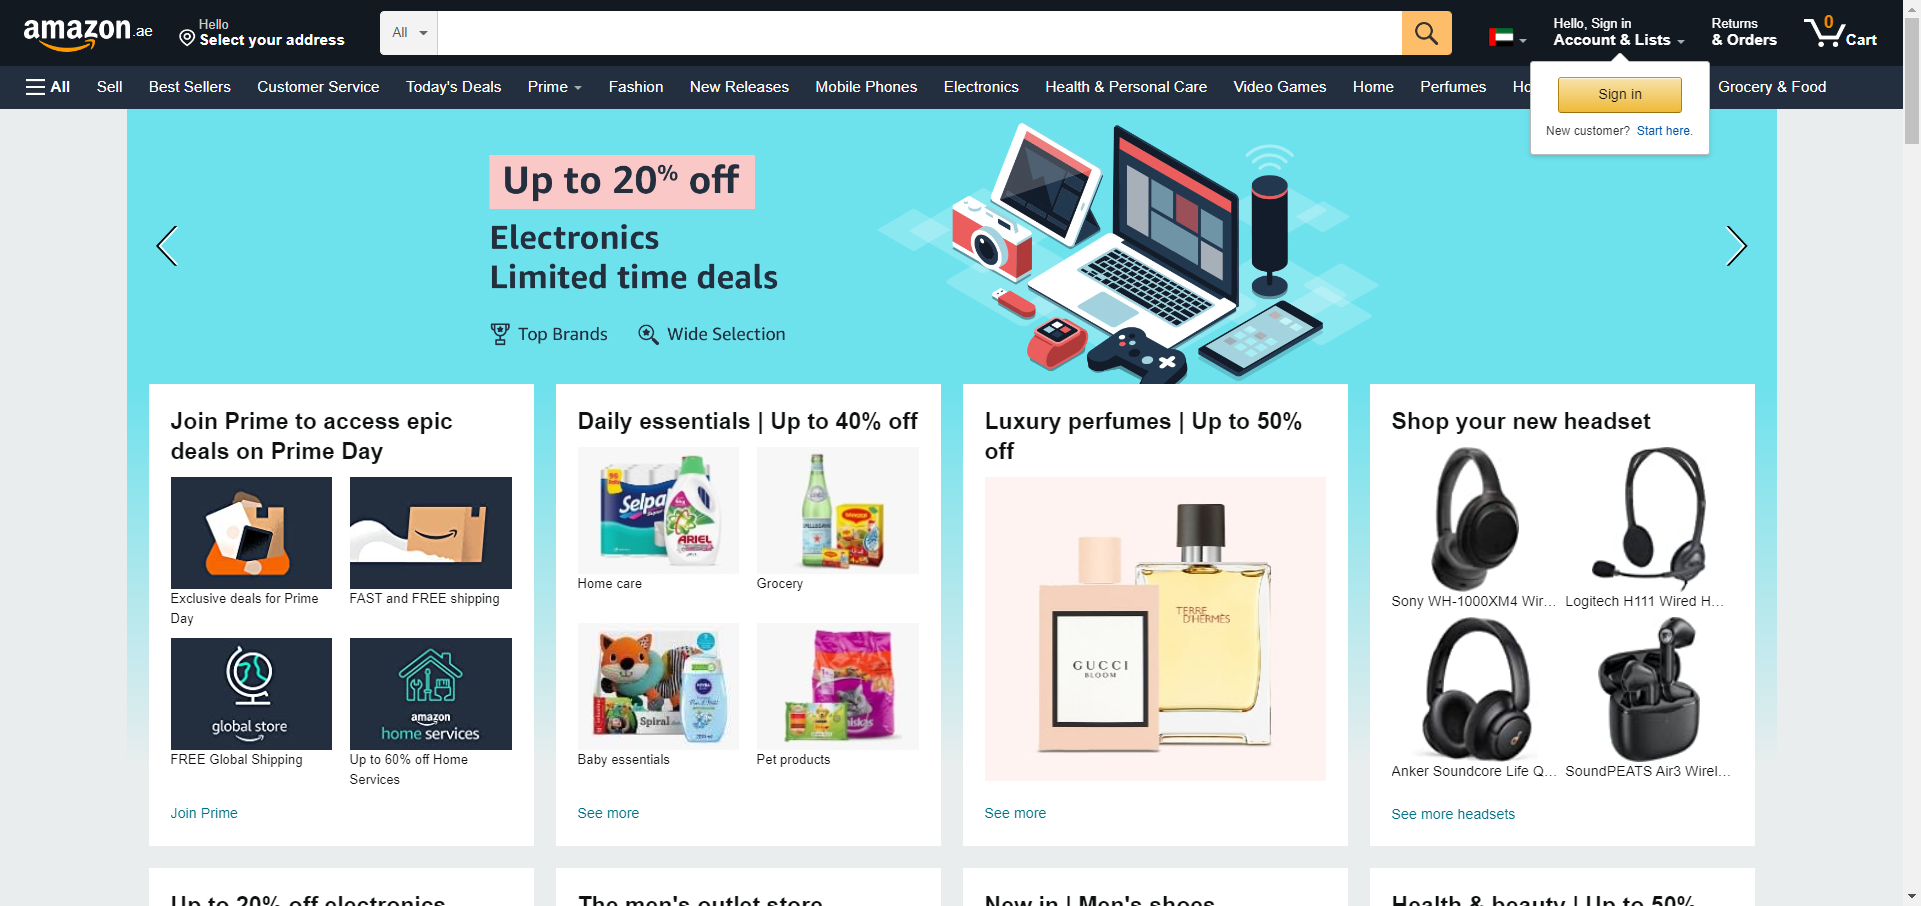 amazon.ae
Hello
Select your address
All
Hello, Sign in
Account & Lists
Returns
& Orders
0
Cart
All
Sell
Best Sellers
Customer Service
Today's Deals
Prime
Fashion
New Releases
Mobile Phones
Electronics
Health & Personal Care
Video Games
Home
Perfumes
Ho
Grocery & Food
Sign in
New customer? Start here.
Up to 20% off
Electronics
Limited time deals
Top Brands
Wide Selection
Join Prime to access epic
deals on Prime Day
Exclusive deals for Prime
Day
FAST and FREE shipping
global store
FREE Global Shipping
amazon
home services
Up to 60% off Home
Services
Join Prime
Daily essentials | Up to 40% off
Selpa
ARIEL
Home care
MAGGI
Grocery
NIVEA
Spiral
Baby essentials
iskas
Pet products
See more
Luxury perfumes | Up to 50%
off
TERRE
D'HERMÈS
GUCCI
BLOOM
See more
Shop your new headset
Sony WH-1000XM4 Wir...
Logitech H111 Wired H...
Anker Soundcore Life Q...
SoundPEATS Air3 Wirel...
See more headsets
Up to 20% off electronics
The men's outlet store
New in | Men's shoes
Health & beauty | Up to 50%